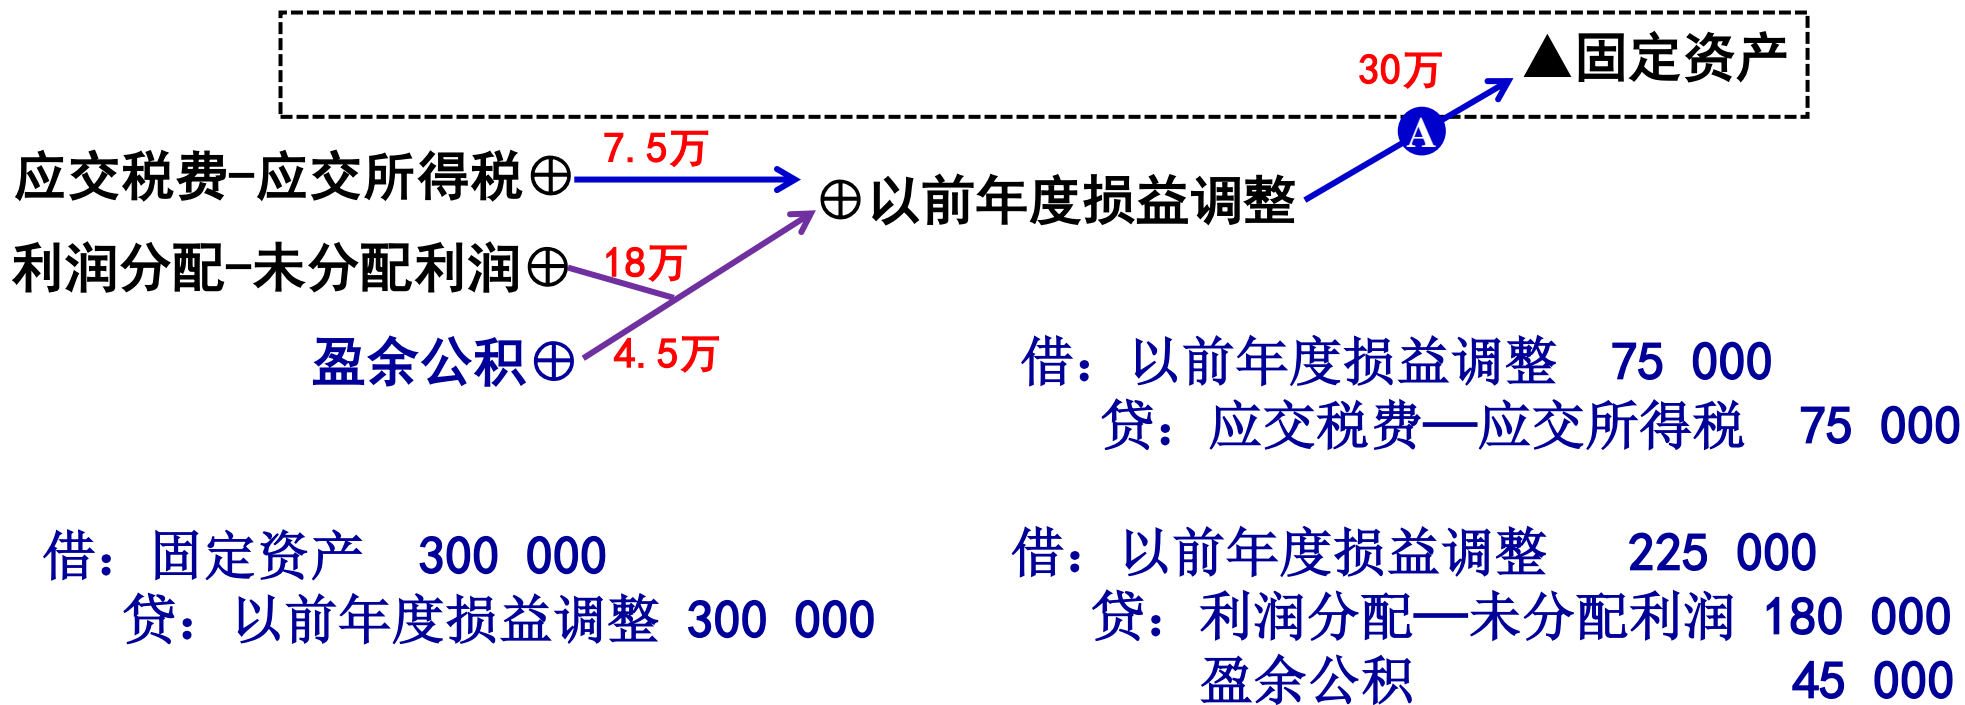 ▲固定资产
30万
A
应交税费-应交所得税⊕
7.5万
⊕以前年度损益调整
利润分配-未分配利润⊕
18万
盈余公积⊕
4.5万
借：以前年度损益调整 75 000
贷：应交税费—应交所得税 75 000
借：固定资产 300 000
贷：以前年度损益调整 300 000
借：以前年度损益调整 225 000
贷：利润分配—未分配利润 180 000
盈余公积 45 000